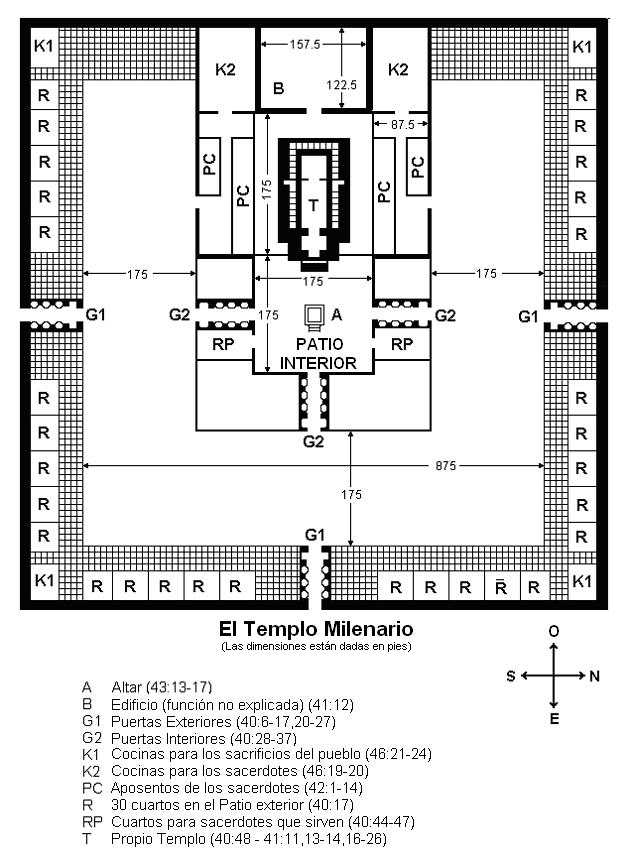 K1 K2 157.5 K2 K1
122.5
B
R R
87.5
R R
PC PC
R PC 175 PC R
R T R
R R
175 175 175
G1 G2 175 A G2 G1
RP PATIO RP
INTERIOR
R R
R G2 R
R 875 R
R 175 R
R G1 R
K1 R R R R R R R R R̅ R K1
El Templo Milenario
(Las dimensiones están dadas en pies)
O
S N
E
A Altar (43:13-17)
B Edificio (función no explicada) (41:12)
G1 Puertas Exteriores (40:6-17,20-27)
G2 Puertas Interiores (40:28-37)
K1 Cocinas para los sacrificios del pueblo (46:21-24)
K2 Cocinas para los sacerdotes (46:19-20)
PC Aposentos de los sacerdotes (42:1-14)
R 30 cuartos en el Patio exterior (40:17)
RP Cuartos para sacerdotes que sirven (40:44-47)
T Propio Templo (40:48 - 41:11,13-14,16-26)